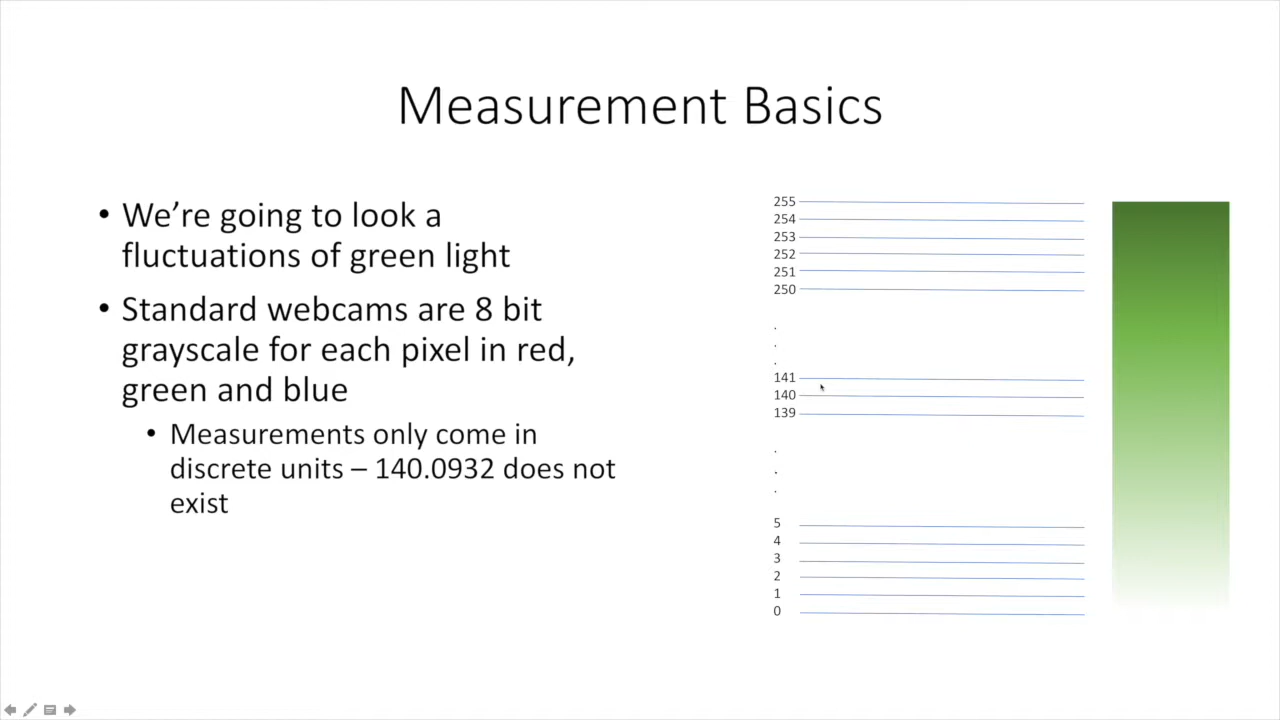 Measurement Basics
• We’re going to look a
fluctuations of green light
• Standard webcams are 8 bit
grayscale for each pixel in red,
green and blue
• Measurements only come in
discrete units – 140.0932 does not
exist
255
254
253
252
251
250
.
.
.
141
140
139
.
.
.
5
4
3
2
1
0